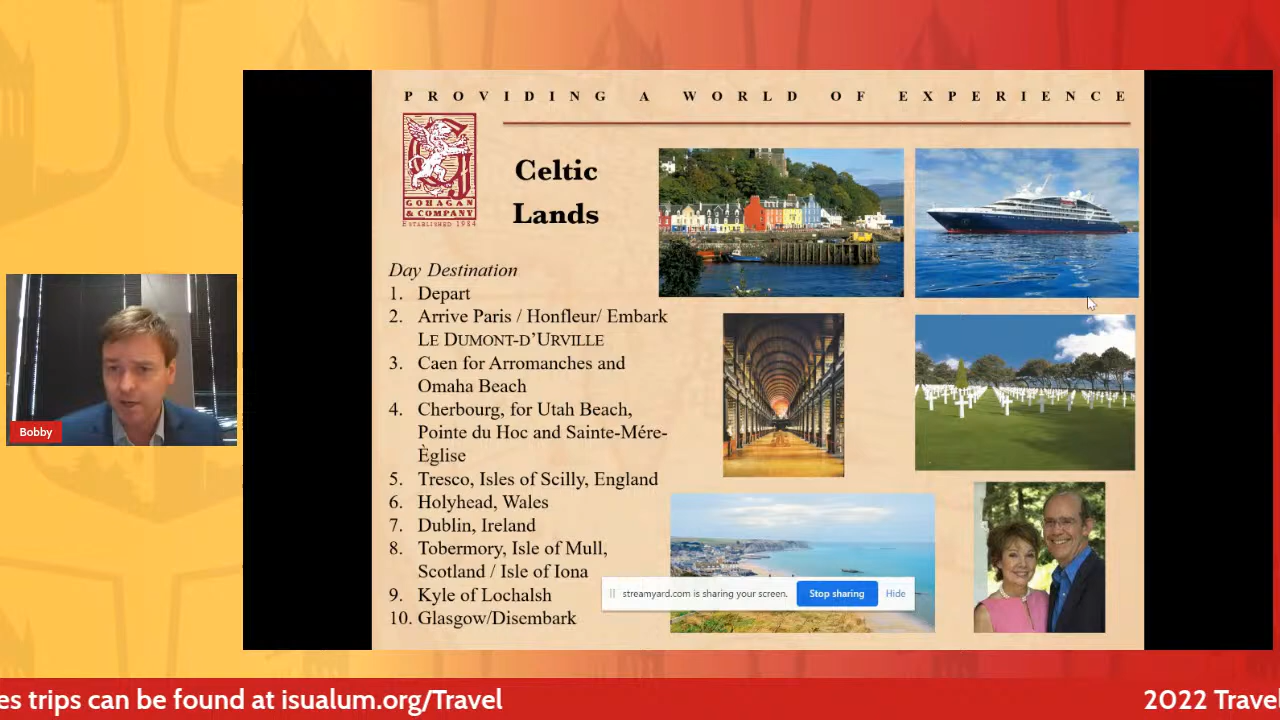 PROVIDING A WORLD OF EXPERIENCE
GOHAGAN
& COMPANY
ESTABLISHED 1984
Celtic
Lands
Day Destination
1. Depart
2. Arrive Paris / Honfleur/ Embark
LE DUMONT-D’URVILLE
3. Caen for Arromanches and
Omaha Beach
4. Cherbourg, for Utah Beach,
Pointe du Hoc and Sainte-Mére-
Èglise
5. Tresco, Isles of Scilly, England
6. Holyhead, Wales
7. Dublin, Ireland
8. Tobermory, Isle of Mull,
Scotland / Isle of Iona
9. Kyle of Lochalsh
10. Glasgow/Disembark
streamyard.com is sharing your screen.
Stop sharing
Hide
Bobby
es trips can be found at isualum.org/Travel
2022 Travel